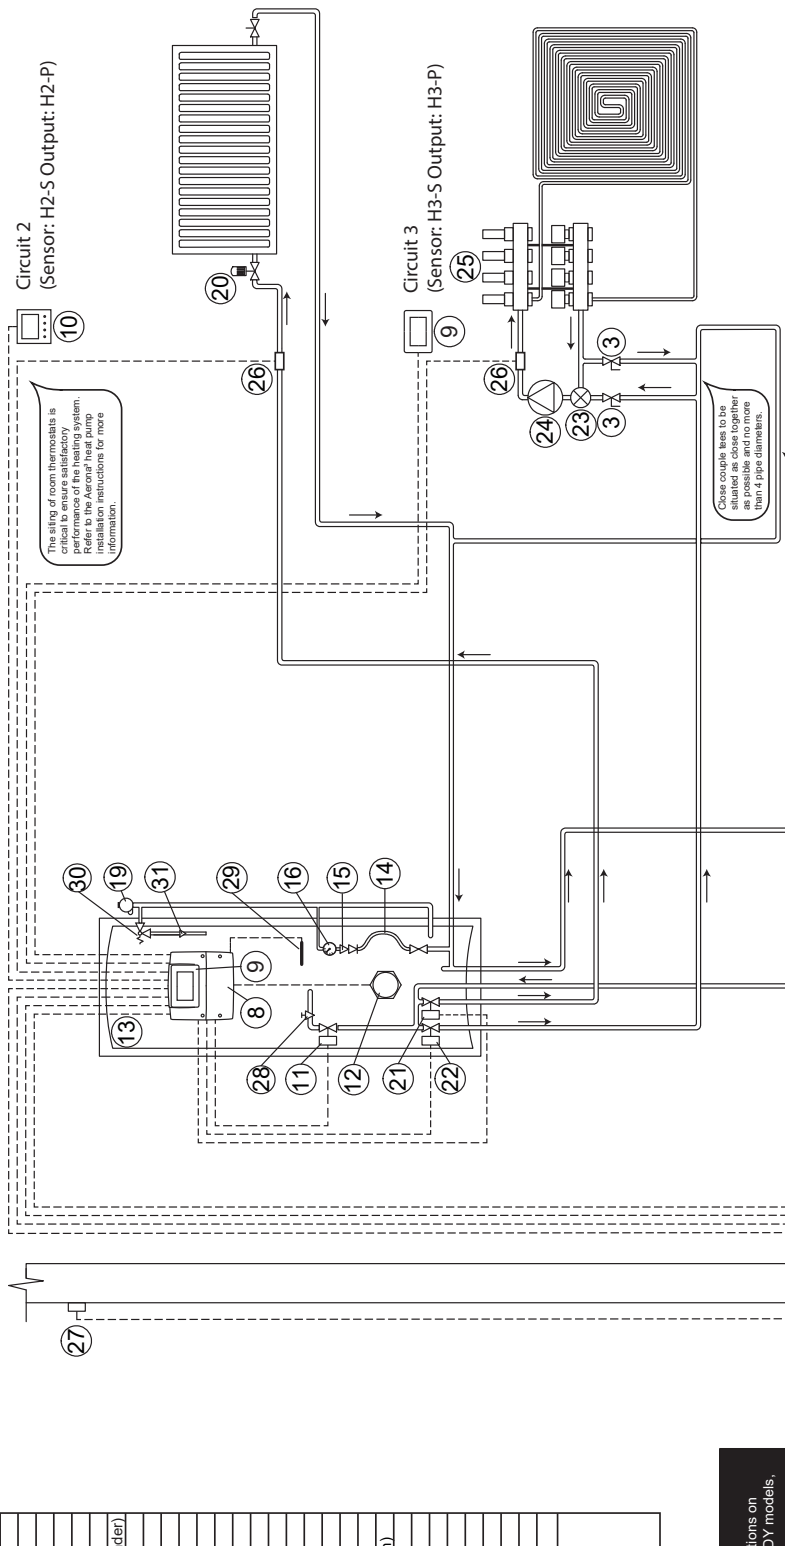 Circuit 2
(Sensor: H2-S Output: H2-P)
10
20
26
The siting of room thermostats is
critical to ensure satisfactory
performance of the heating system.
Refer to the Aerona³ heat pump
installation instructions for more
information.
Circuit 3
(Sensor: H3-S Output: H3-P)
25
9
26
24
23
3
3
Close couple tees to be
situated as close together
as possible and no more
than 4 pipe diameters.
30
19
31
29
16
15
14
9
8
13
28
11
12
21
22
27